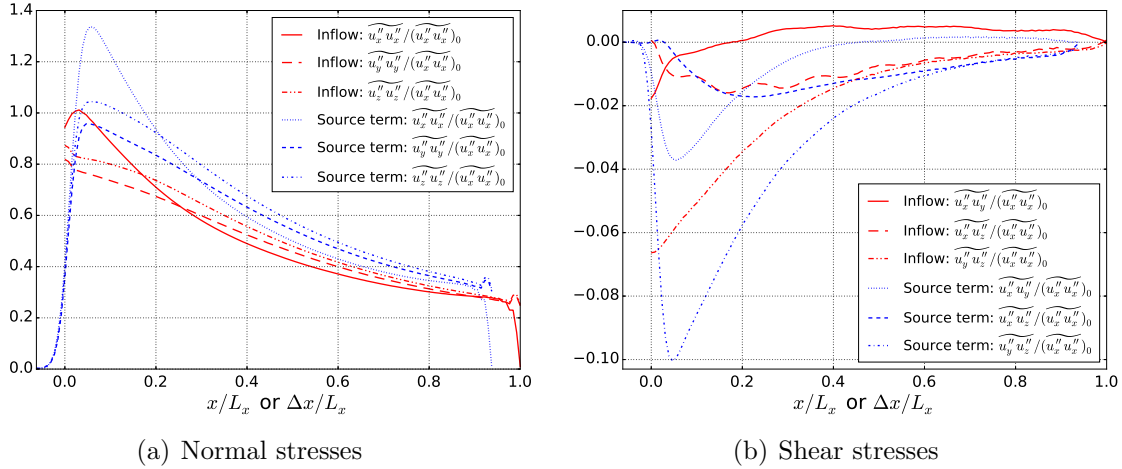 1.4
1.2
1.0
0.8
0.6
0.4
0.2
0.0
0.0 0.2 0.4 0.6 0.8 1.0
Inflow: $\widetilde{u_x''u_x''}/(\widetilde{u_x''u_x''})_0$
Inflow: $\widetilde{u_y''u_y''}/(\widetilde{u_x''u_x''})_0$
Inflow: $\widetilde{u_z''u_z''}/(\widetilde{u_x''u_x''})_0$
Source term: $\widetilde{u_x''u_x''}/(\widetilde{u_x''u_x''})_0$
Source term: $\widetilde{u_y''u_y''}/(\widetilde{u_x''u_x''})_0$
Source term: $\widetilde{u_z''u_z''}/(\widetilde{u_x''u_x''})_0$
$x/L_x$ or $\Delta x/L_x$
(a) Normal stresses
0.00
−0.02
−0.04
−0.06
−0.08
−0.10
0.0 0.2 0.4 0.6 0.8 1.0
Inflow: $\widetilde{u_x''u_y''}/(\widetilde{u_x''u_x''})_0$
Inflow: $\widetilde{u_x''u_z''}/(\widetilde{u_x''u_x''})_0$
Inflow: $\widetilde{u_y''u_z''}/(\widetilde{u_x''u_x''})_0$
Source term: $\widetilde{u_x''u_y''}/(\widetilde{u_x''u_x''})_0$
Source term: $\widetilde{u_x''u_z''}/(\widetilde{u_x''u_x''})_0$
Source term: $\widetilde{u_y''u_z''}/(\widetilde{u_x''u_x''})_0$
$x/L_x$ or $\Delta x/L_x$
(b) Shear stresses